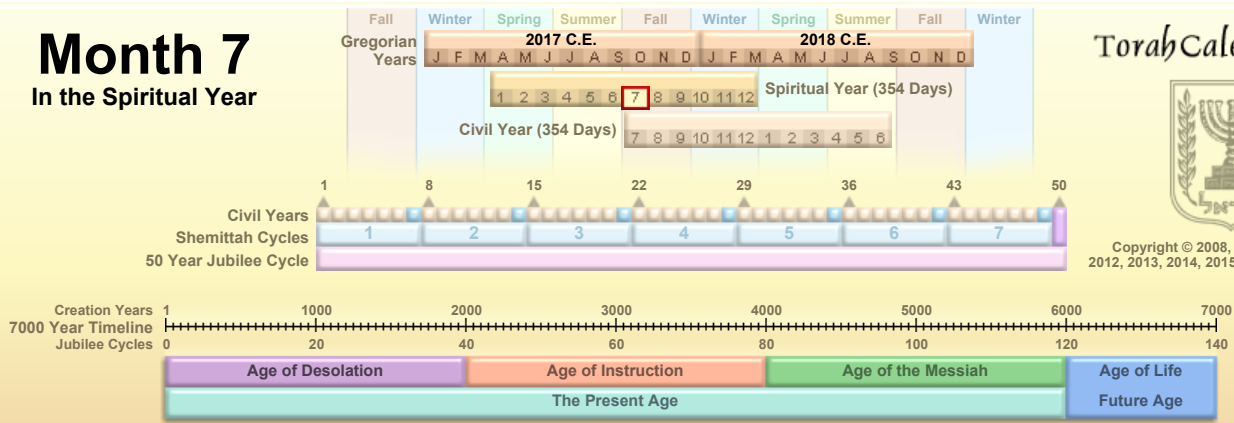 Month 7
In the Spiritual Year
Fall Winter Spring Summer Fall Winter Spring Summer Fall Winter
Gregorian Years
2017 C.E. 2018 C.E.
J F M A M J J A S O N D J F M A M J J A S O N D
1 2 3 4 5 6 7 8 9 10 11 12 Spiritual Year (354 Days)
Civil Year (354 Days) 7 8 9 10 11 12 1 2 3 4 5 6
1 8 15 22 29 36 43 50
Civil Years
Shemittah Cycles 1 2 3 4 5 6 7
50 Year Jubilee Cycle
TorahCale
Copyright © 2008,
2012, 2013, 2014, 2015
Creation Years 1 1000 2000 3000 4000 5000 6000 7000
7000 Year Timeline
Jubilee Cycles 0 20 40 60 80 100 120 140
Age of Desolation Age of Instruction Age of the Messiah Age of Life
The Present Age Future Age